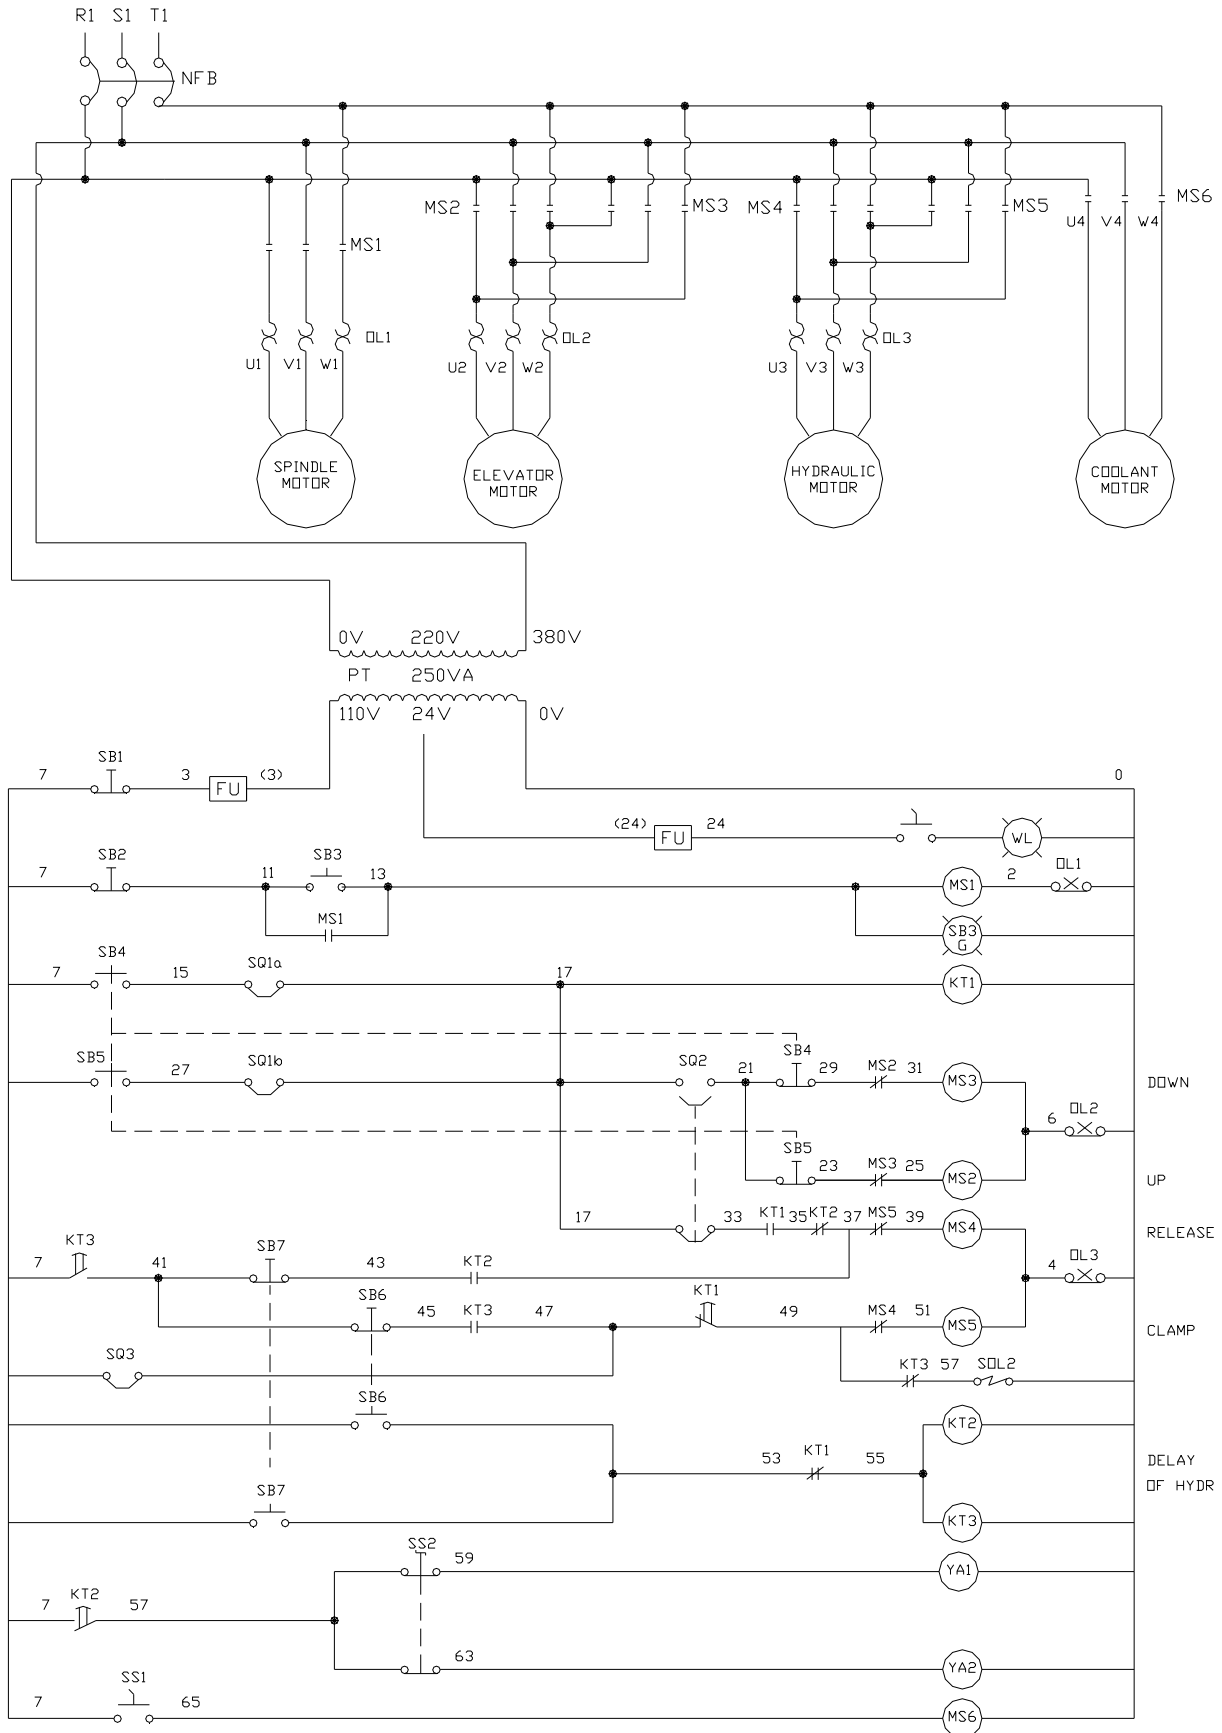 R1 S1 T1
NFB
MS2 MS3 MS4 MS5 MS6
U4 V4 W4
MS1
OL1 OL2 OL3
U1 V1 W1 U2 V2 W2 U3 V3 W3
SPINDLE
MOTOR
ELEVATOR
MOTOR
HYDRAULIC
MOTOR
COOLANT
MOTOR
0V 220V 380V
PT 250VA
110V 24V 0V
SB1
7 3 FU (3) 0
(24) FU 24 WL
SB2 SB3 OL1
7 11 13 MS1 2
MS1 SB3
G
SB4 SQ1a
7 15 17 KT1
SB4
SB5 SQ1b SQ2 MS2 OL2
27 21 29 31 MS3 6 DOWN
SB5 MS3
23 25 MS2 UP
17 33 KT1 35 KT2 37 MS5 39 MS4 RELEASE
KT3 SB7 KT2 OL3
7 41 43 4
SB6 KT3 KT1 MS4
45 47 49 51 MS5 CLAMP
SQ3 KT3 57 SOL2
SB6 KT2
53 KT1 55 DELAY
OF HYDR
SB7 KT3
SS2 59 YA1
KT2
7 57
63 YA2
SS1
7 65 MS6